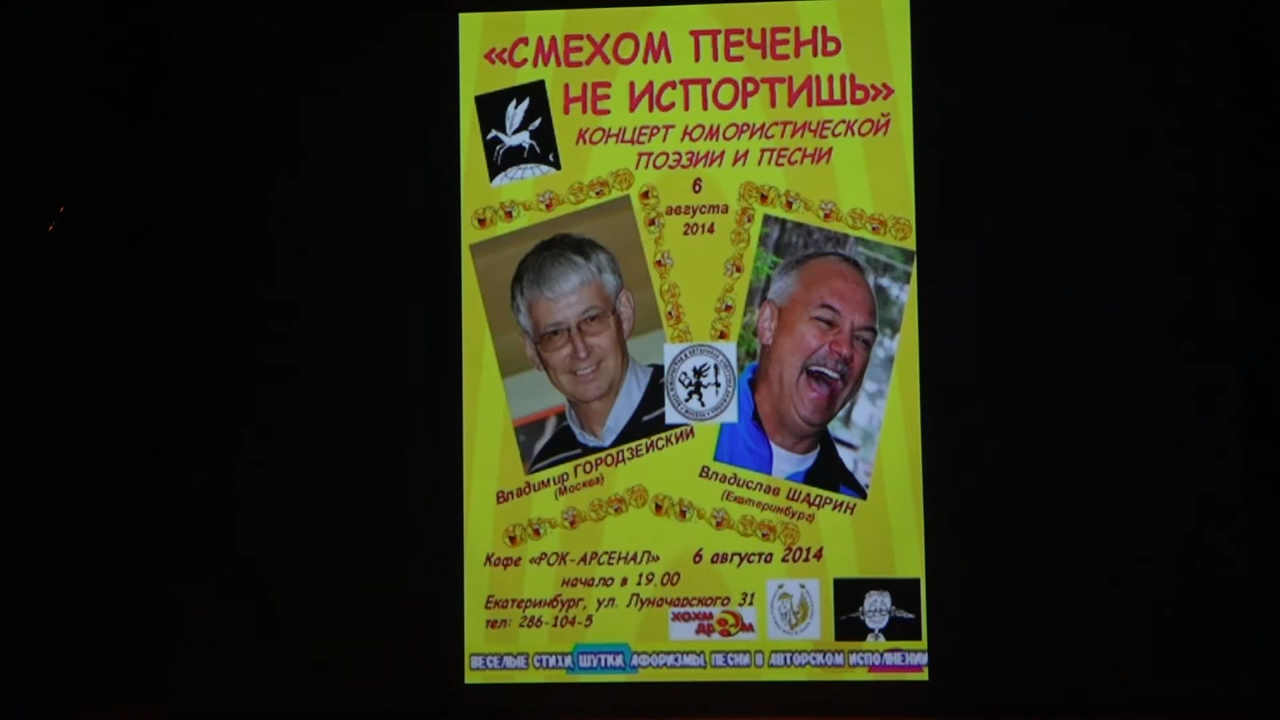 «СМЕХОМ ПЕЧЕНЬ
НЕ ИСПОРТИШЬ»
КОНЦЕРТ ЮМОРИСТИЧЕСКОЙ
ПОЭЗИИ И ПЕСНИ
6
августа
2014
Владимир ГОРОДЗЕЙСКИЙ
(Москва)
Владислав ШАДРИН
(Екатеринбург)
Кафе «РОК-АРСЕНАЛ» 6 августа 2014
начало в 19.00
Екатеринбург, ул. Луначарского 31
тел: 286-104-5
ХОХМ
ДРОМ
ВЕСЕЛЫЕ СТИХИ, ШУТКИ, АФОРИЗМЫ, ПЕСНИ В АВТОРСКОМ ИСПОЛНЕНИИ